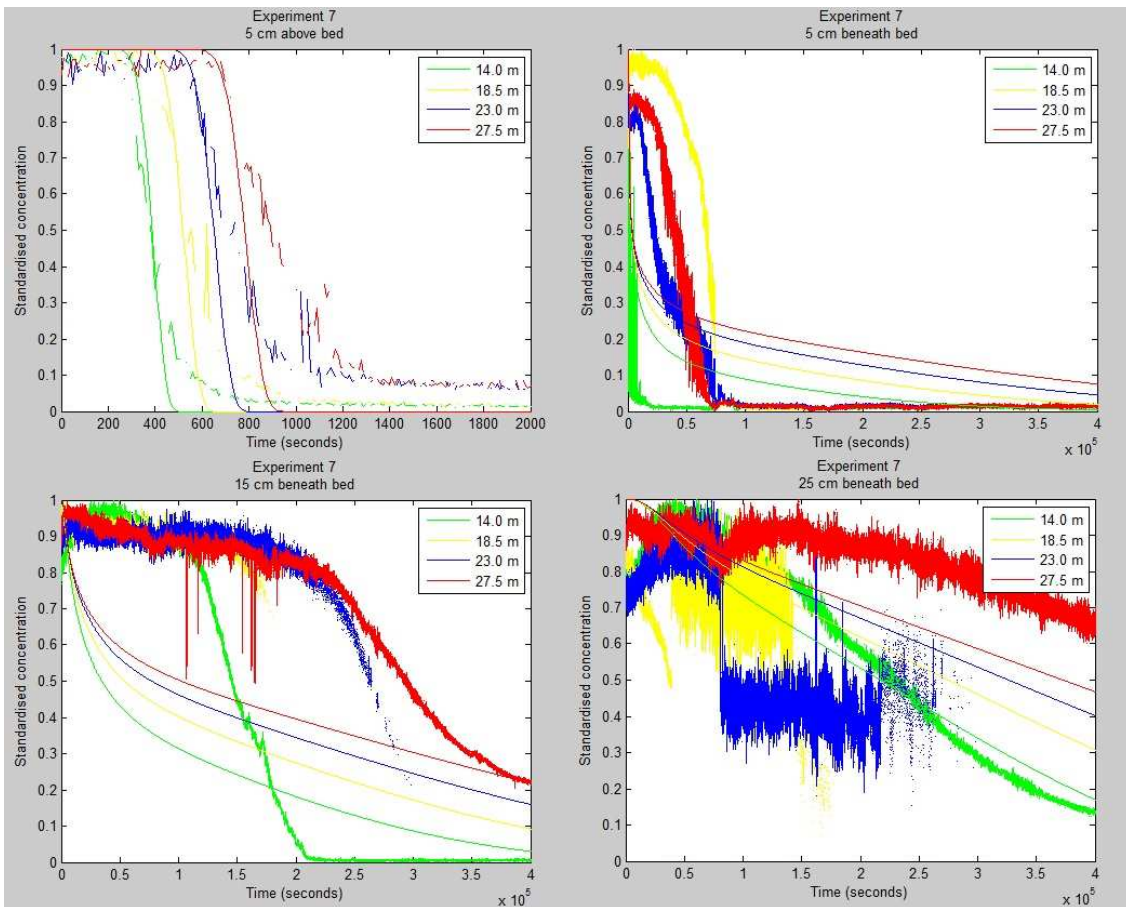 Experiment 7
5 cm above bed
1
0.9
0.8
0.7
0.6
0.5
0.4
0.3
0.2
0.1
0
0 200 400 600 800 1000 1200 1400 1600 1800 2000
Standardised concentration
Time (seconds)
14.0 m
18.5 m
23.0 m
27.5 m
Experiment 7
5 cm beneath bed
1
0.9
0.8
0.7
0.6
0.5
0.4
0.3
0.2
0.1
0
0 0.5 1 1.5 2 2.5 3 3.5 4
Standardised concentration
Time (seconds)
x 10⁵
14.0 m
18.5 m
23.0 m
27.5 m
Experiment 7
15 cm beneath bed
1
0.9
0.8
0.7
0.6
0.5
0.4
0.3
0.2
0.1
0
0 0.5 1 1.5 2 2.5 3 3.5 4
Standardised concentration
Time (seconds)
x 10⁵
14.0 m
18.5 m
23.0 m
27.5 m
Experiment 7
25 cm beneath bed
1
0.9
0.8
0.7
0.6
0.5
0.4
0.3
0.2
0.1
0
0 0.5 1 1.5 2 2.5 3 3.5 4
Standardised concentration
Time (seconds)
x 10⁵
14.0 m
18.5 m
23.0 m
27.5 m